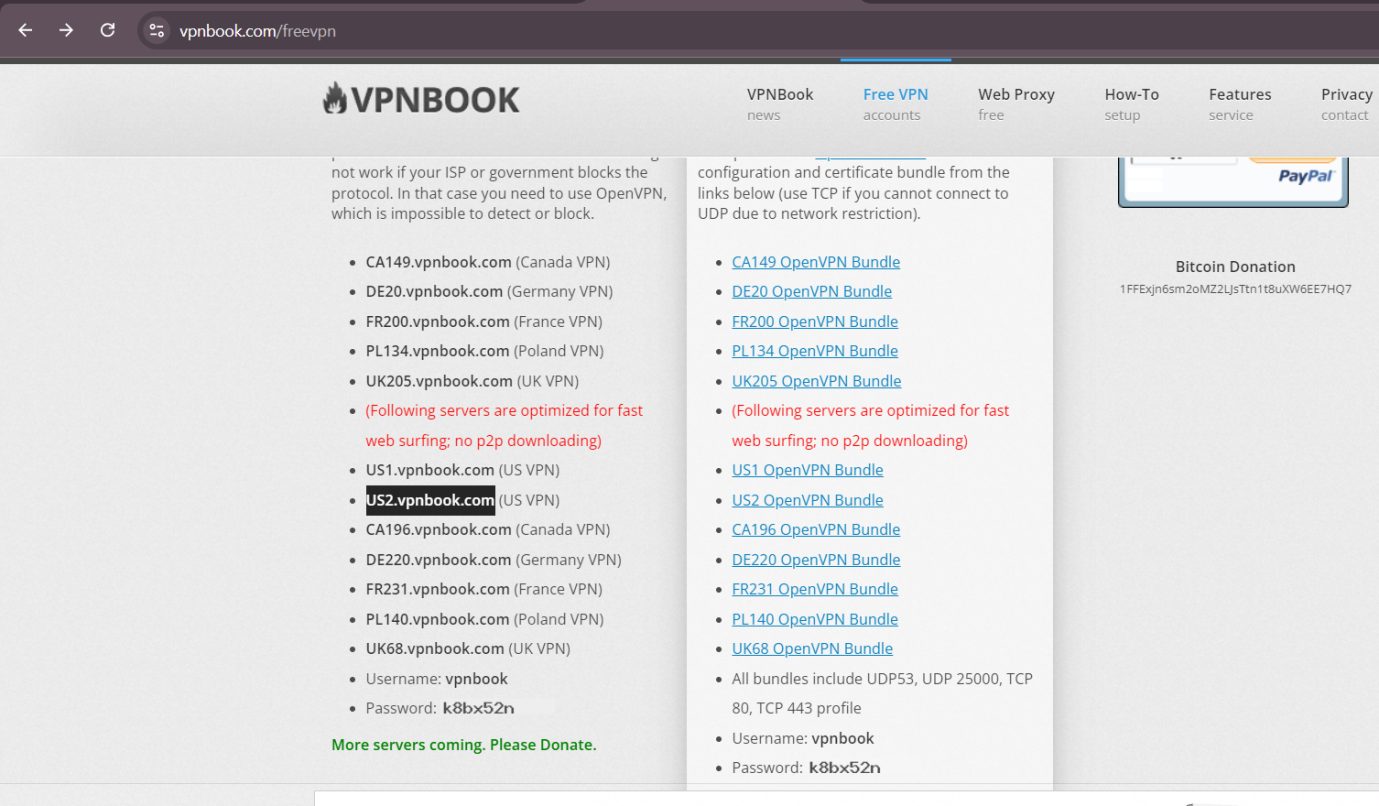 vpnbook.com/freevpn
VPNBOOK
VPNBook
news
Free VPN
accounts
Web Proxy
free
How-To
setup
Features
service
Privacy
contact
not work if your ISP or government blocks the
protocol. In that case you need to use OpenVPN,
which is impossible to detect or block.
CA149.vpnbook.com (Canada VPN)
DE20.vpnbook.com (Germany VPN)
FR200.vpnbook.com (France VPN)
PL134.vpnbook.com (Poland VPN)
UK205.vpnbook.com (UK VPN)
(Following servers are optimized for fast
web surfing; no p2p downloading)
US1.vpnbook.com (US VPN)
US2.vpnbook.com (US VPN)
CA196.vpnbook.com (Canada VPN)
DE220.vpnbook.com (Germany VPN)
FR231.vpnbook.com (France VPN)
PL140.vpnbook.com (Poland VPN)
UK68.vpnbook.com (UK VPN)
Username: vpnbook
Password: k8bx52n
More servers coming. Please Donate.
configuration and certificate bundle from the
links below (use TCP if you cannot connect to
UDP due to network restriction).
CA149 OpenVPN Bundle
DE20 OpenVPN Bundle
FR200 OpenVPN Bundle
PL134 OpenVPN Bundle
UK205 OpenVPN Bundle
(Following servers are optimized for fast
web surfing; no p2p downloading)
US1 OpenVPN Bundle
US2 OpenVPN Bundle
CA196 OpenVPN Bundle
DE220 OpenVPN Bundle
FR231 OpenVPN Bundle
PL140 OpenVPN Bundle
UK68 OpenVPN Bundle
All bundles include UDP53, UDP 25000, TCP
80, TCP 443 profile
Username: vpnbook
Password: k8bx52n
PayPal
Bitcoin Donation
1FFExjn6sm2oMZ2LJsTtn1t8uXW6EE7HQ7